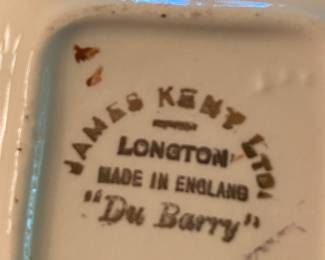 JAMES KENT LTD.
LONGTON
MADE IN ENGLAND
"Du Barry"